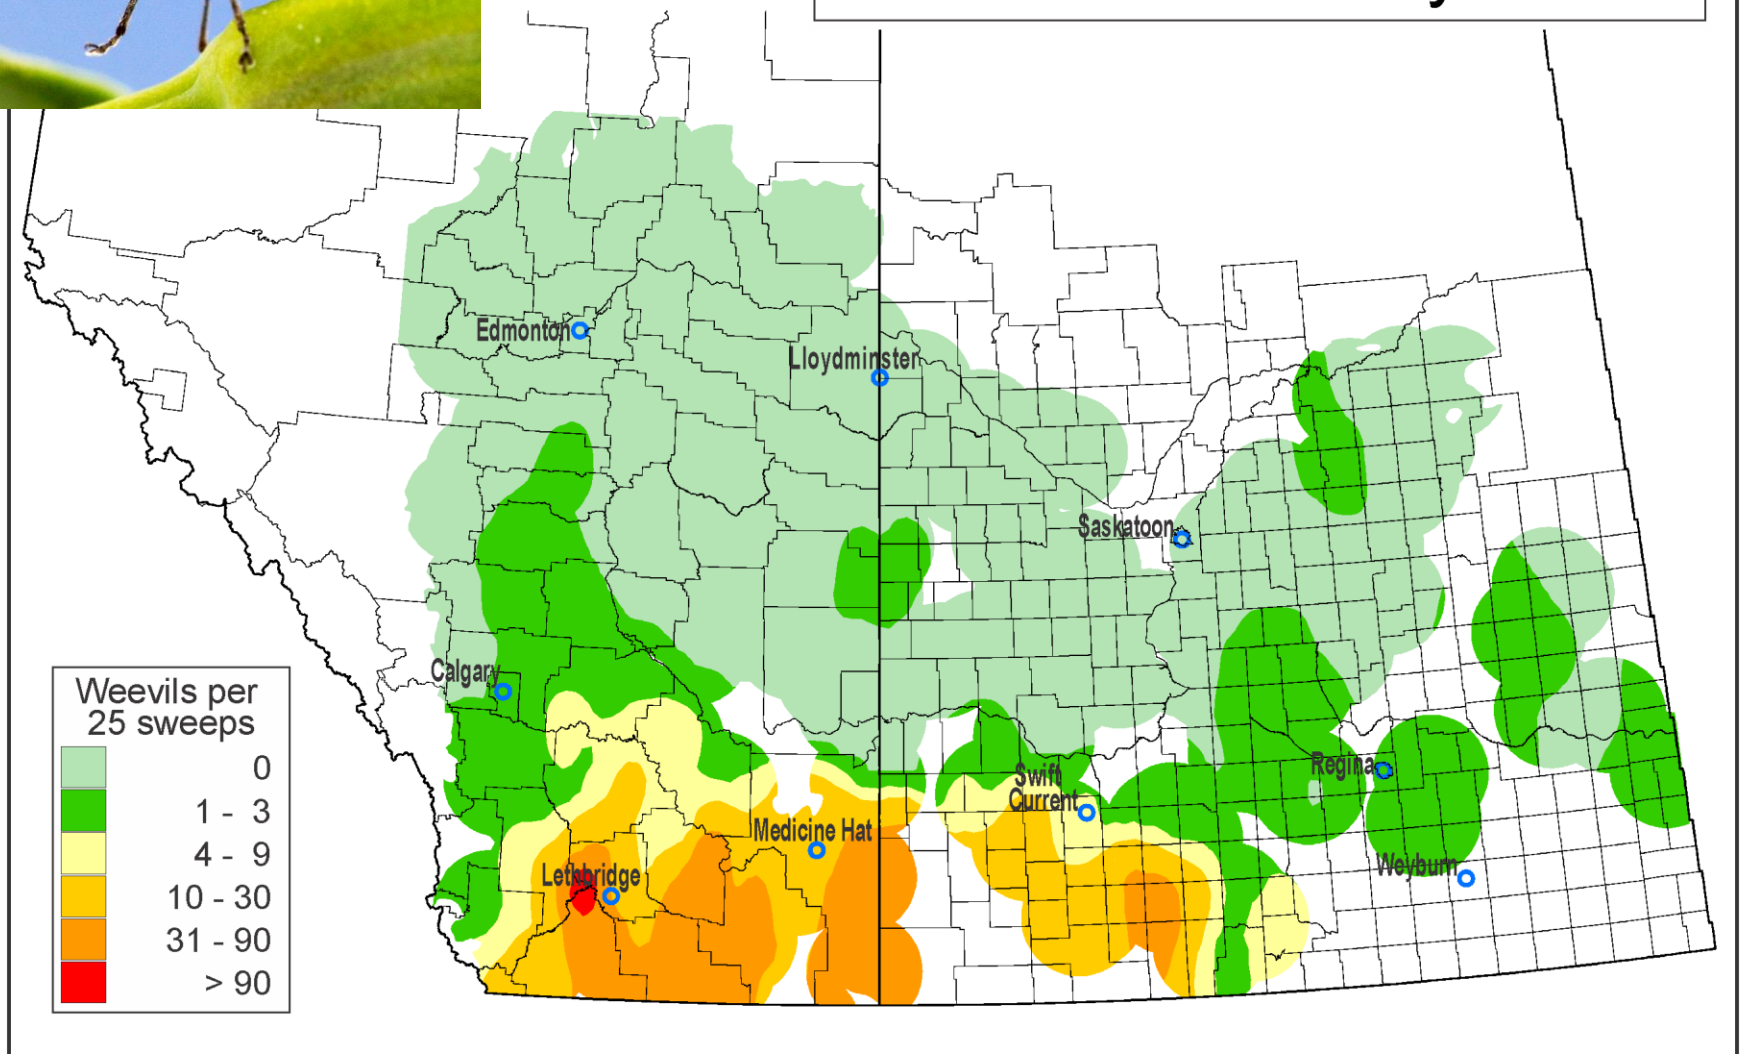 Edmonton
Lloydminster
Saskatoon
Calgary
Swift
Current
Regina
Medicine Hat
Weyburn
Lethbridge
Weevils per
25 sweeps
0
1 - 3
4 - 9
10 - 30
31 - 90
> 90